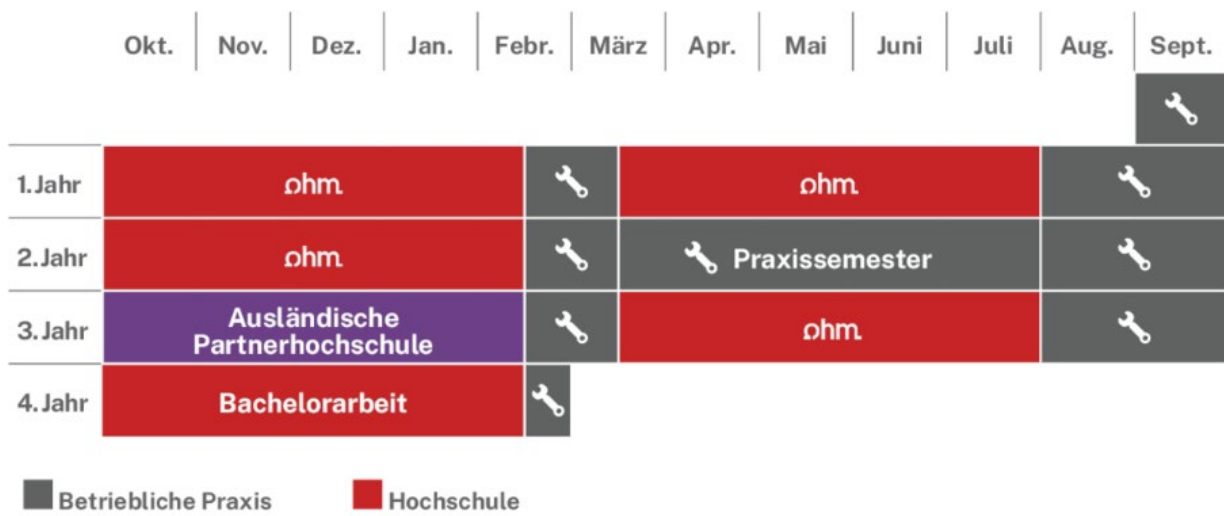 Okt. Nov. Dez. Jan. Febr. März Apr. Mai Juni Juli Aug. Sept.
1. Jahr ohm ohm
2. Jahr ohm Praxissemester
3. Jahr Ausländische Partnerhochschule ohm
4. Jahr Bachelorarbeit
Betriebliche Praxis Hochschule